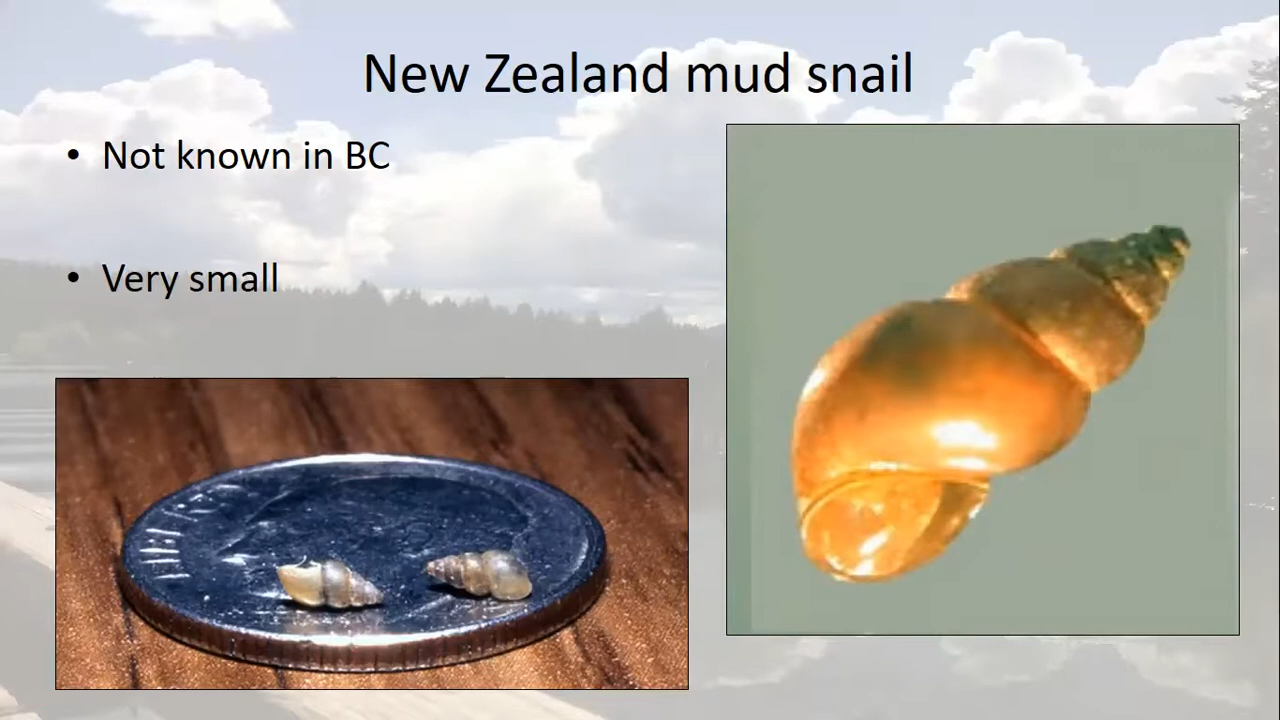 New Zealand mud snail
• Not known in BC
• Very small